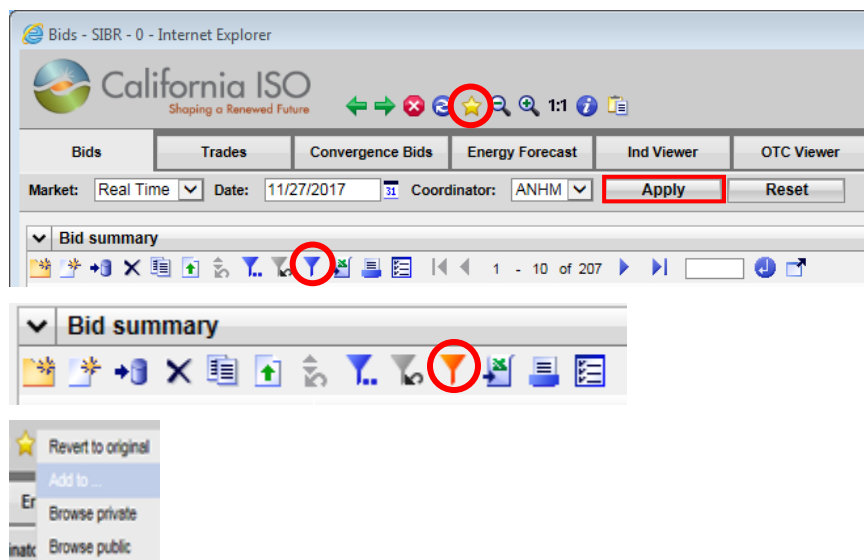 Bids - SIBR - 0 - Internet Explorer
California ISO
Shaping a Renewed Future
1:1
Bids Trades Convergence Bids Energy Forecast Ind Viewer OTC Viewer
Market: Real Time Date: 11/27/2017 31 Coordinator: ANHM Apply Reset
Bid summary
1 - 10 of 207
Bid summary
Revert to original
Add to ...
Er
Browse private
inatc Browse public